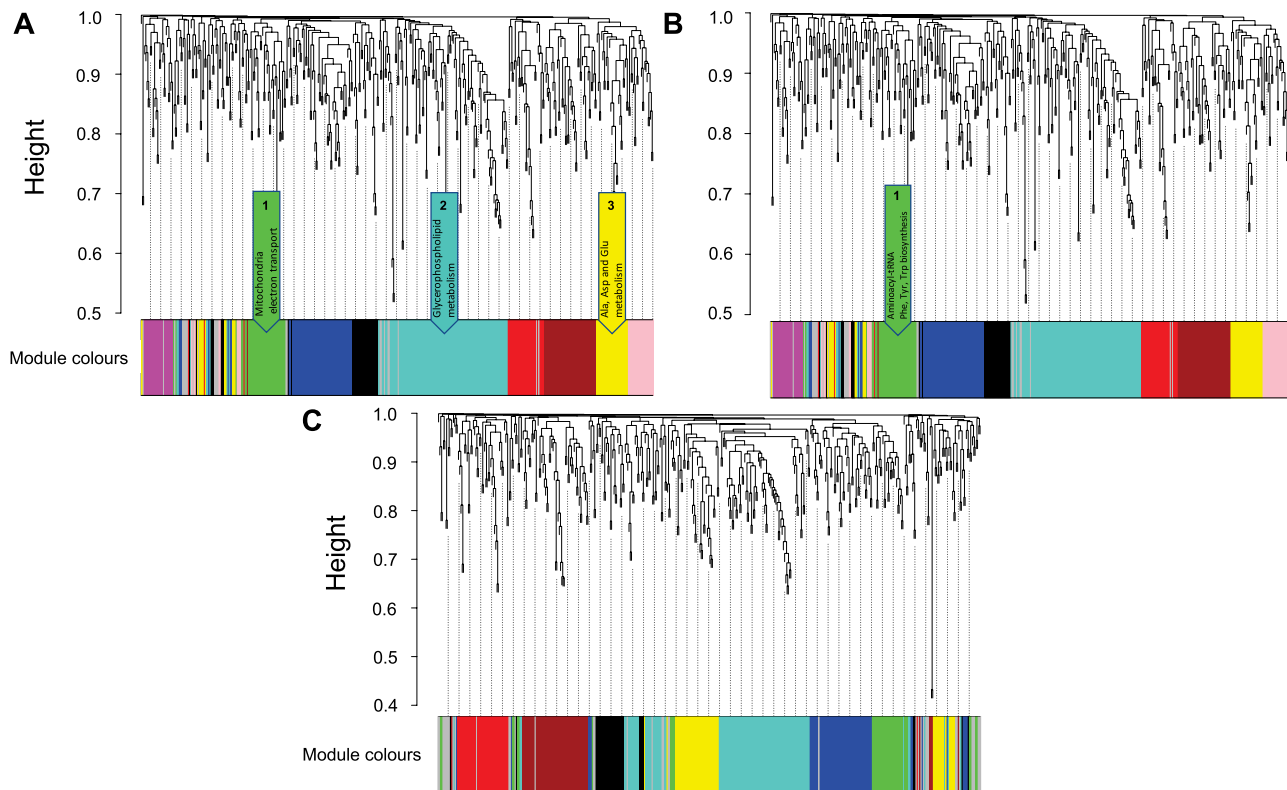 A
Height
1.0
0.9
0.8
0.7
0.6
0.5
1
Mitochondria
electron transport
2
Glycerophospholipid
metabolism
3
Ala, Asp and Glu
metabolism
Module colours
B
1.0
0.9
0.8
0.7
0.6
0.5
1
Aminoacyl-tRNA
Phe, Tyr, Trp biosynthesis
C
Height
1.0
0.9
0.8
0.7
0.6
0.5
0.4
Module colours